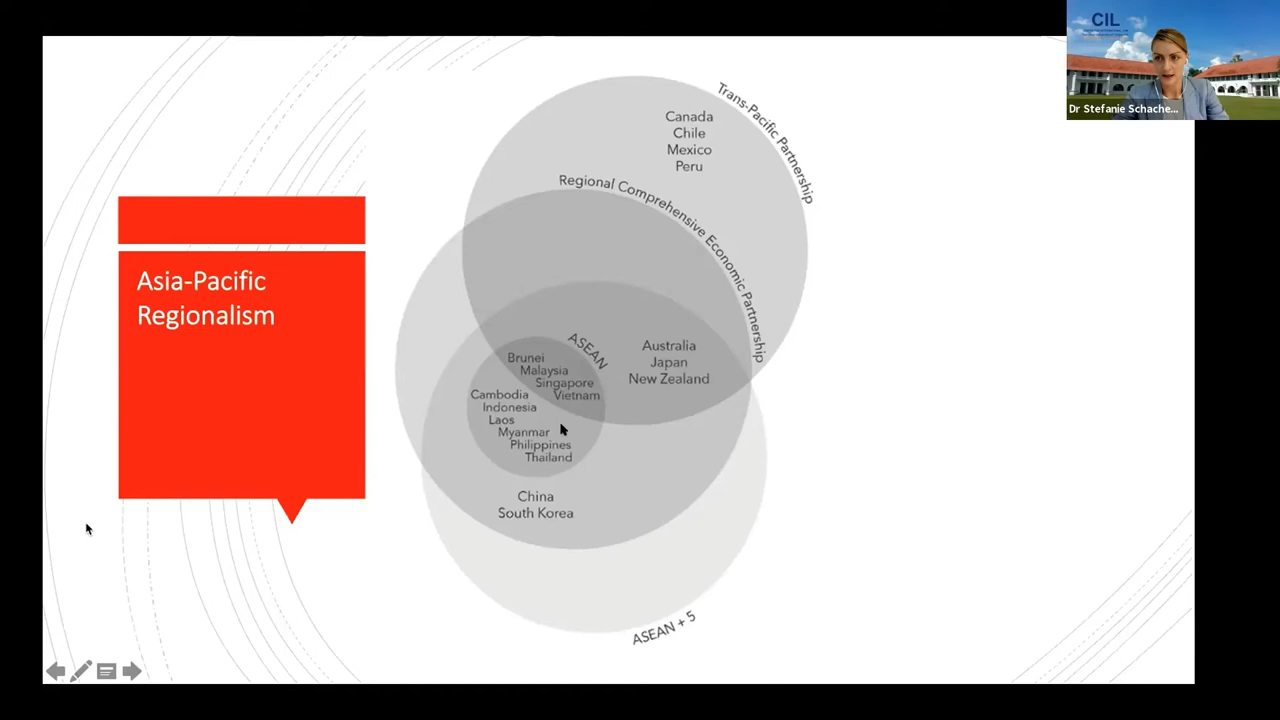 CIL
Dr Stefanie Schache...
Asia-Pacific
Regionalism
Trans-Pacific Partnership
Canada
Chile
Mexico
Peru
Regional Comprehensive Economic Partnership
ASEAN
Brunei
Malaysia
Singapore
Vietnam
Cambodia
Indonesia
Laos
Myanmar
Philippines
Thailand
Australia
Japan
New Zealand
China
South Korea
ASEAN + 5